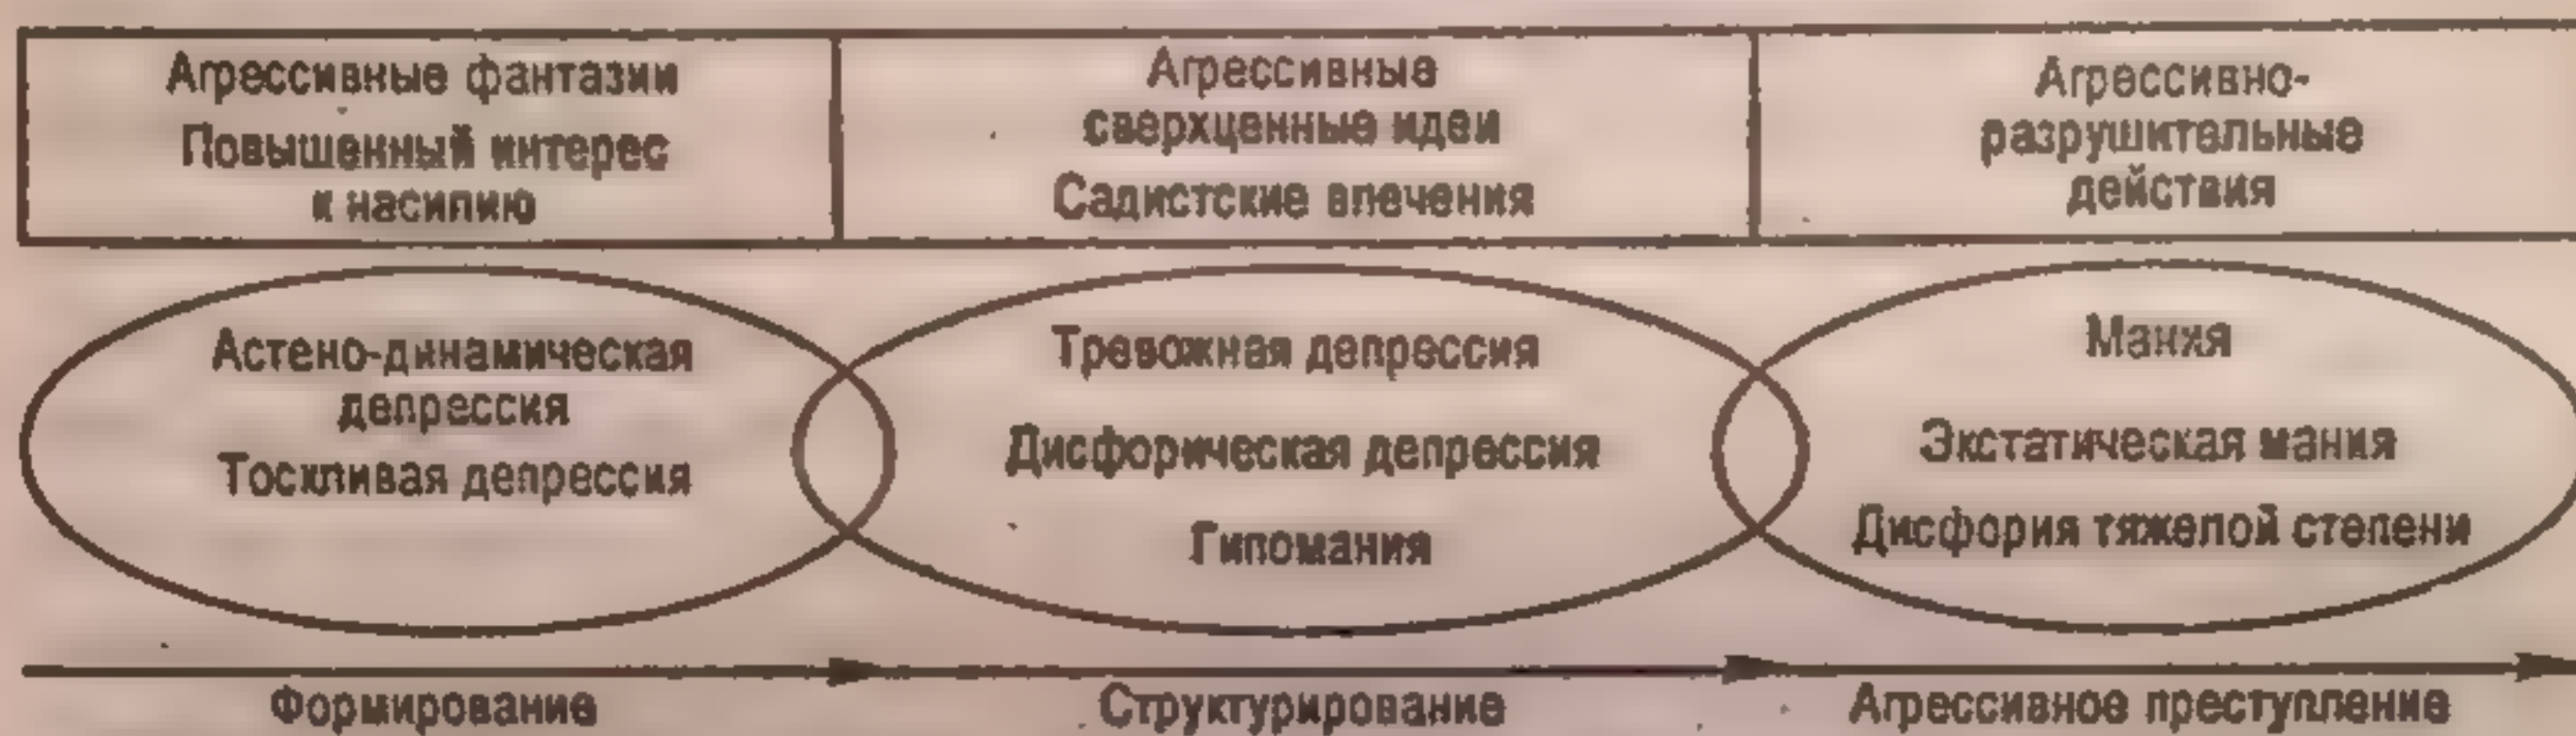 Агрессивные фантазии
Повышенный интерес
к насилию
Агрессивные
сверхценные идеи
Садистские влечения
Агрессивно-
разрушительные
действия
Астено-динамическая
депрессия
Тоскливая депрессия
Тревожная депрессия
Дисфорическая депрессия
Гипомания
Мания
Экстатическая мания
Дисфория тяжелой степени
Формирование
Структурирование
Агрессивное преступление